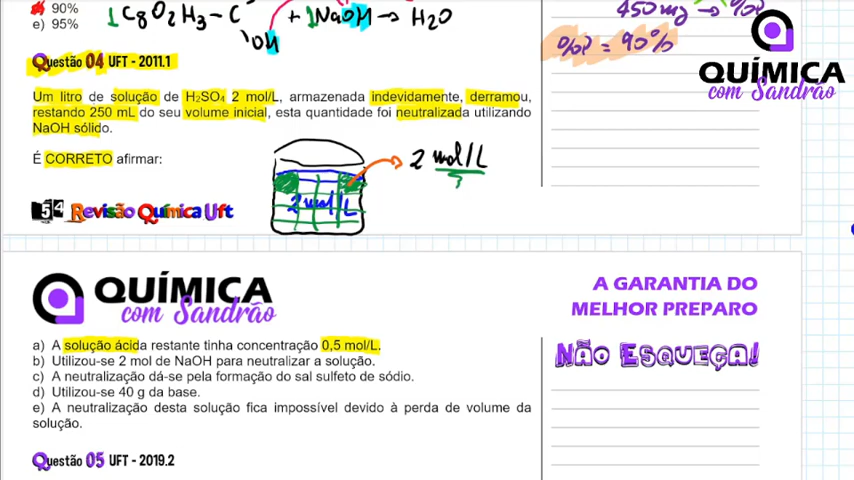 90%
e) 95%
1C8O2H3-C
OH
+ 1NaOH → H2O
450mg → %P
%P = 90%
QUÍMICA
com Sandrão
Questão 04 UFT - 2011.1
Um litro de solução de H2SO4 2 mol/L, armazenada indevidamente, derramou,
restando 250 mL do seu volume inicial, esta quantidade foi neutralizada utilizando
NaOH sólido.
É CORRETO afirmar:
2 mol/L
2 mol/L
54 Revisão Química Uft
QUÍMICA
com Sandrão
A GARANTIA DO
MELHOR PREPARO
a) A solução ácida restante tinha concentração 0,5 mol/L.
b) Utilizou-se 2 mol de NaOH para neutralizar a solução.
c) A neutralização dá-se pela formação do sal sulfeto de sódio.
d) Utilizou-se 40 g da base.
e) A neutralização desta solução fica impossível devido à perda de volume da
solução.
NÃO ESQUEÇA!
Questão 05 UFT - 2019.2